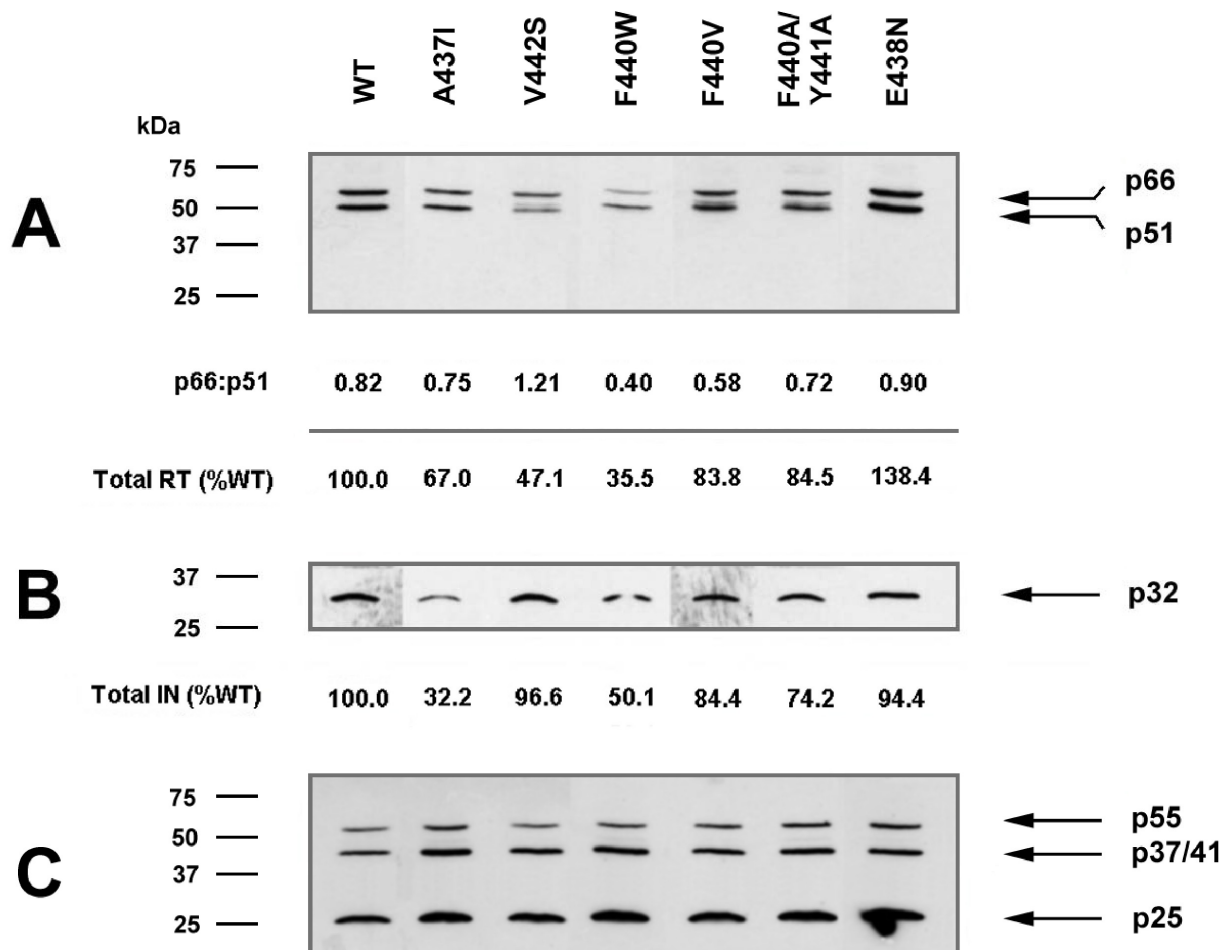 WT A437I V442S F440W F440V F440A/ Y441A E438N
kDa
A
75
50
37
25
p66
p51
p66:p51 0.82 0.75 1.21 0.40 0.58 0.72 0.90
Total RT (%WT) 100.0 67.0 47.1 35.5 83.8 84.5 138.4
B
37
25
p32
Total IN (%WT) 100.0 32.2 96.6 50.1 84.4 74.2 94.4
C
75
50
37
25
p55
p37/41
p25